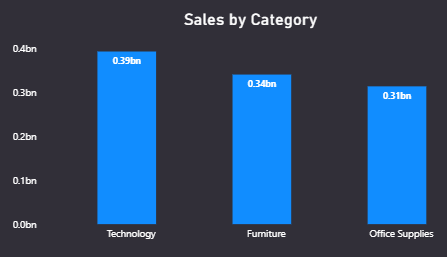 Sales by Category
0.4bn
0.3bn
0.2bn
0.1bn
0.0bn
0.39bn
0.34bn
0.31bn
Technology
Furniture
Office Supplies